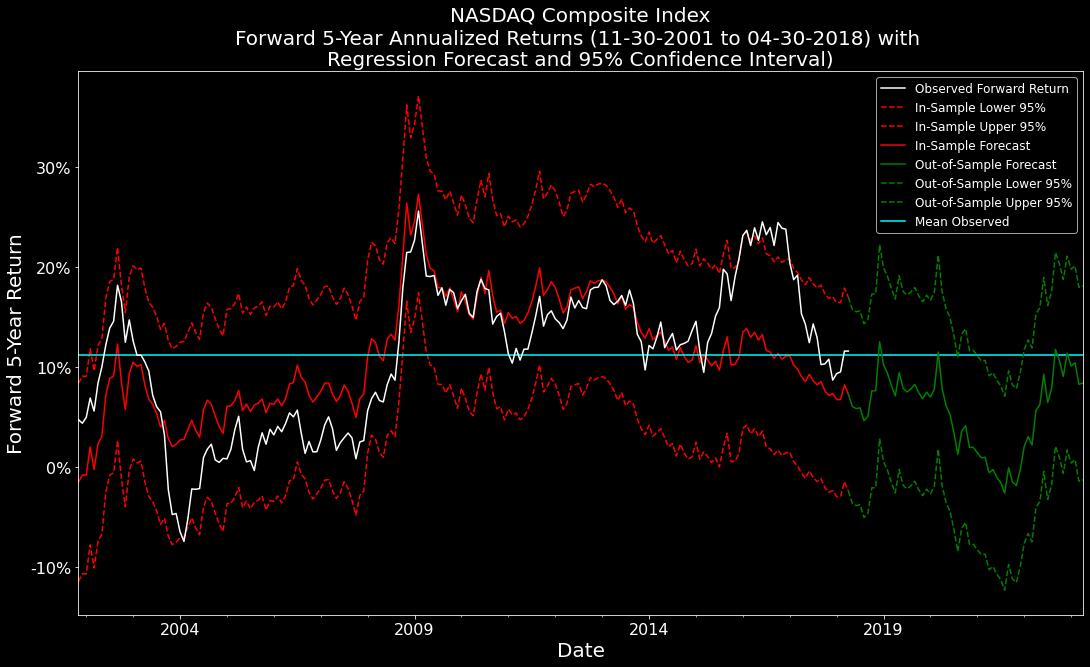 NASDAQ Composite Index
Forward 5-Year Annualized Returns (11-30-2001 to 04-30-2018) with
Regression Forecast and 95% Confidence Interval)
Observed Forward Return
In-Sample Lower 95%
In-Sample Upper 95%
In-Sample Forecast
Out-of-Sample Forecast
Out-of-Sample Lower 95%
Out-of-Sample Upper 95%
Mean Observed
Forward 5-Year Return
30%
20%
10%
0%
-10%
2004
2009
2014
2019
Date